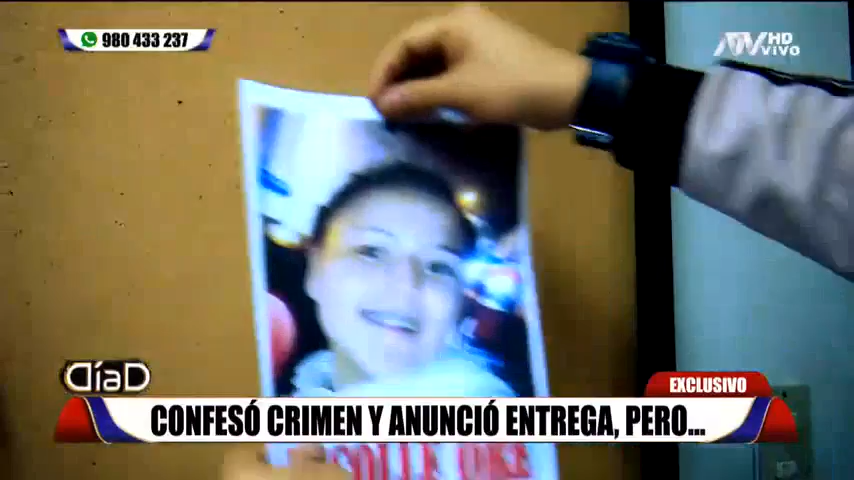 980 433 237
ATV HD
VIVO
DíaD
EXCLUSIVO
CONFESÓ CRIMEN Y ANUNCIÓ ENTREGA, PERO...